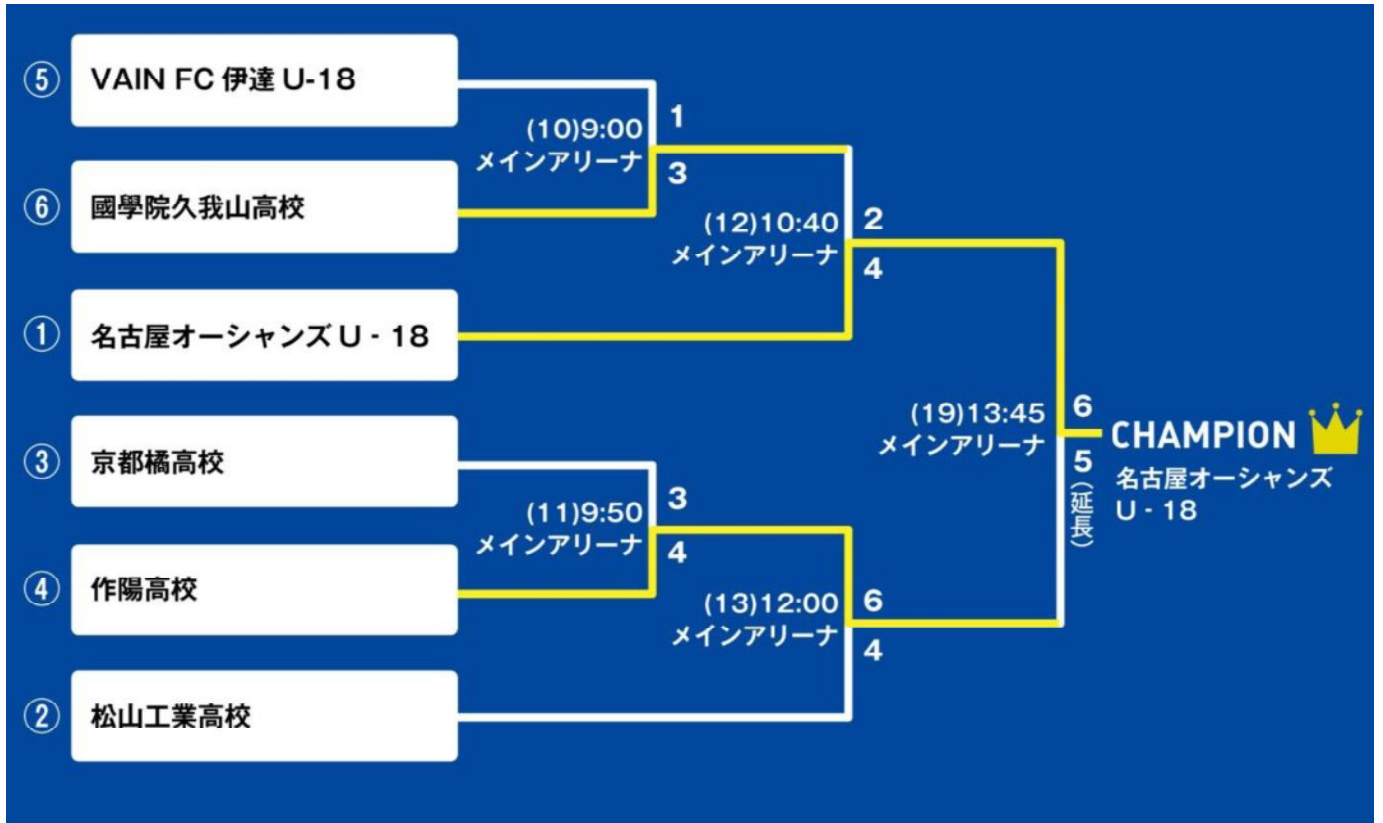 ⑤ VAIN FC 伊達 U-18
(10)9:00
メインアリーナ
1
3
⑥ 國學院久我山高校
(12)10:40
メインアリーナ
2
4
① 名古屋オーシャンズ U - 18
(19)13:45
メインアリーナ
6
5
(延長)
CHAMPION
名古屋オーシャンズ
U - 18
③ 京都橘高校
(11)9:50
メインアリーナ
3
4
④ 作陽高校
(13)12:00
メインアリーナ
6
4
② 松山工業高校